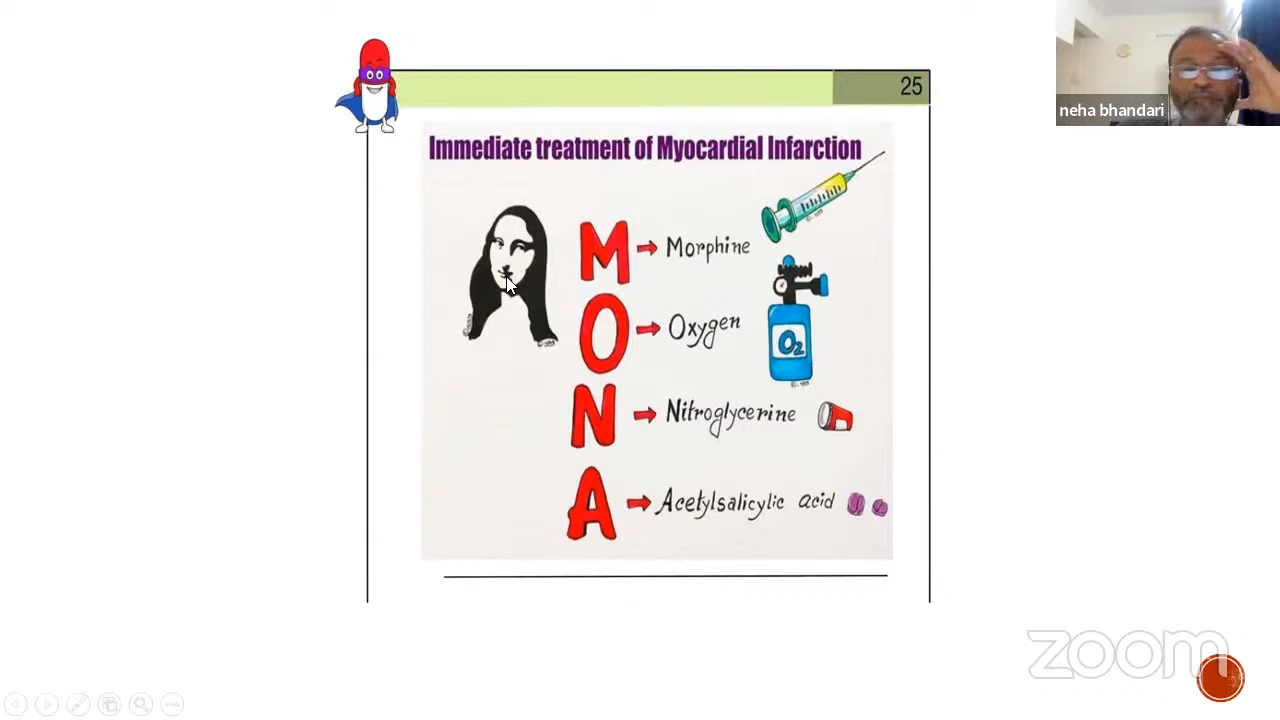 25
neha bhandari
Immediate treatment of Myocardial Infarction
M → Morphine
O → Oxygen
O2
N → Nitroglycerine
A → Acetylsalicylic acid
zoom